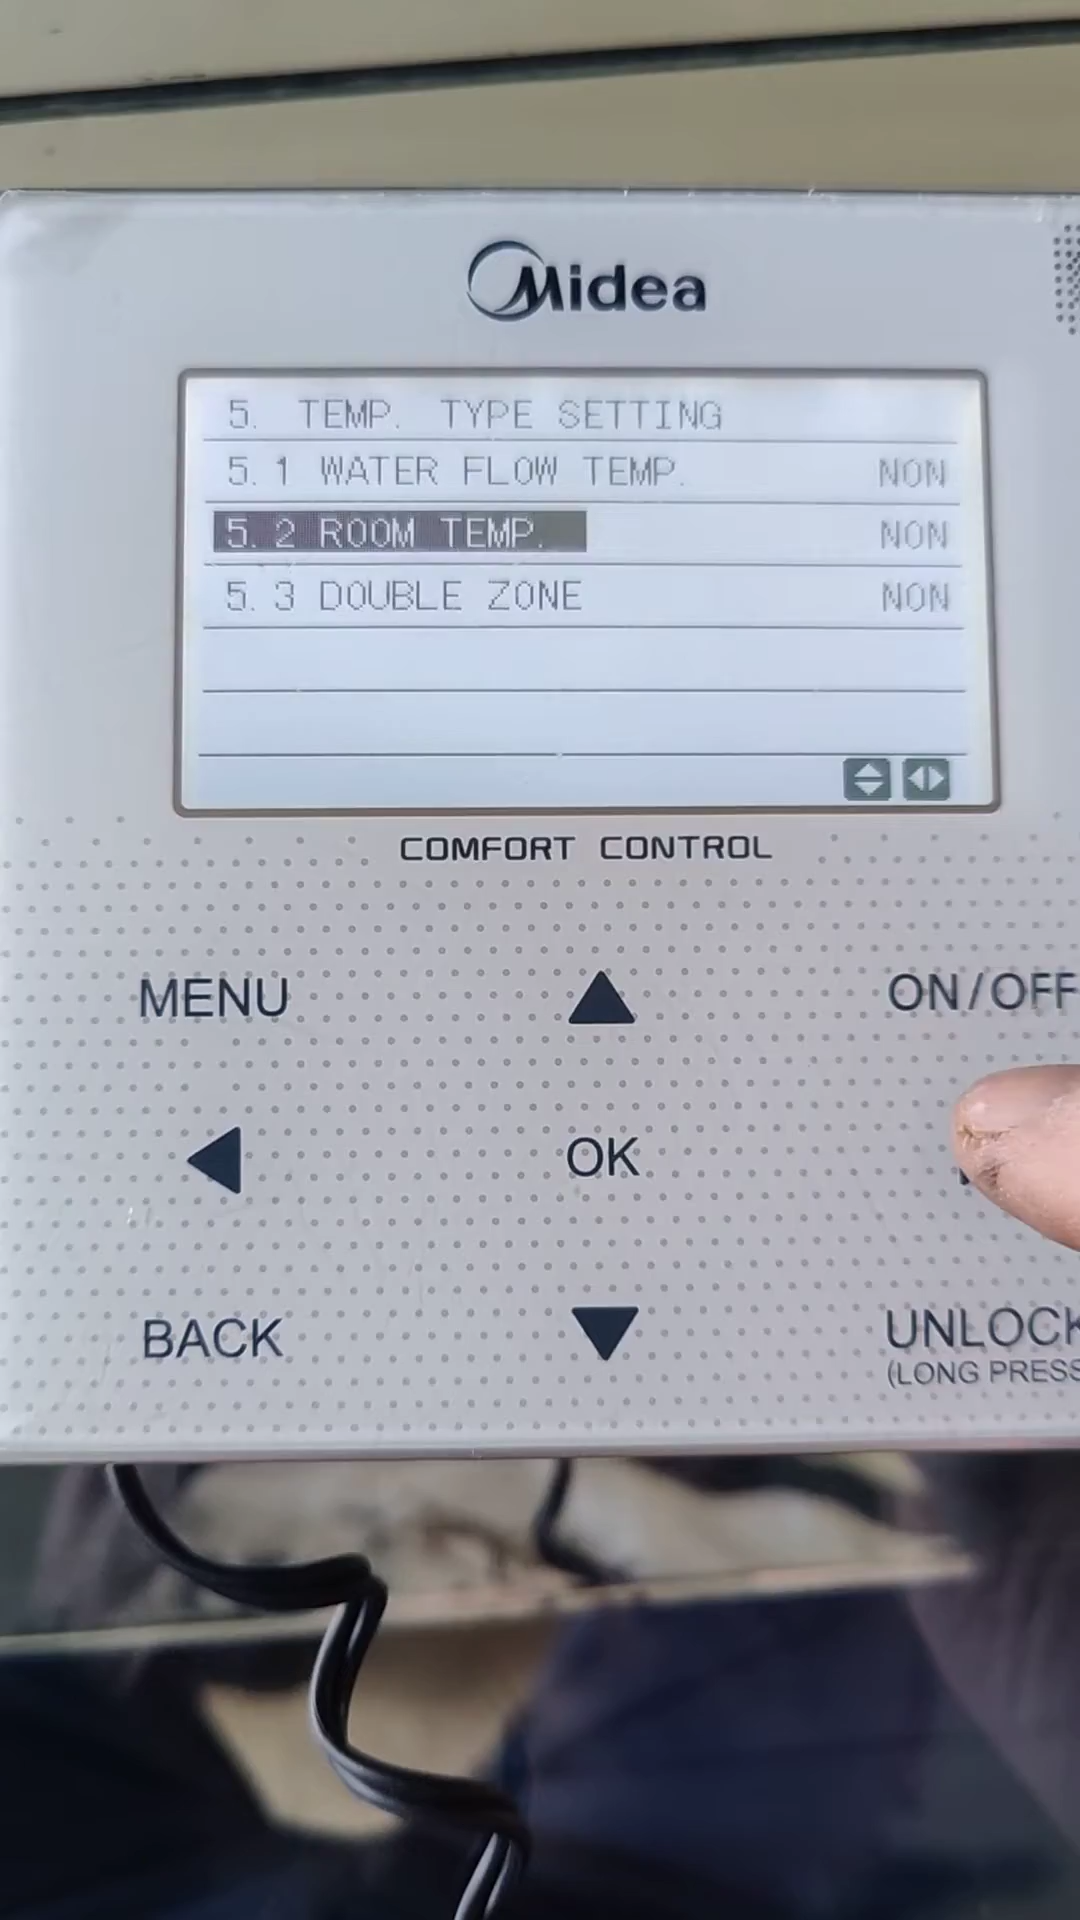 Midea
5. TEMP. TYPE SETTING
5.1 WATER FLOW TEMP. NON
5.2 ROOM TEMP. NON
5.3 DOUBLE ZONE NON
COMFORT CONTROL
MENU
ON/OFF
OK
BACK
UNLOCK
(LONG PRESS